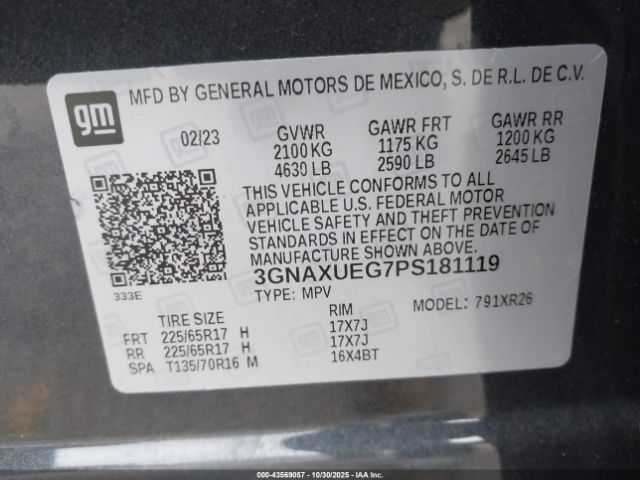 gm
MFD BY GENERAL MOTORS DE MEXICO, S. DE R.L. DE C.V.
02/23 GVWR GAWR FRT GAWR RR
2100 KG 1175 KG 1200 KG
4630 LB 2590 LB 2645 LB
THIS VEHICLE CONFORMS TO ALL
APPLICABLE U.S. FEDERAL MOTOR
VEHICLE SAFETY AND THEFT PREVENTION
STANDARDS IN EFFECT ON THE DATE OF
MANUFACTURE SHOWN ABOVE.
333E
3GNAXUEG7PS181119
TYPE: MPV MODEL: 791XR26
TIRE SIZE RIM
FRT 225/65R17 H 17X7J
RR 225/65R17 H 17X7J
SPA T135/70R16 M 16X4BT
000-43569057 - 10/30/2025 - IAA Inc.